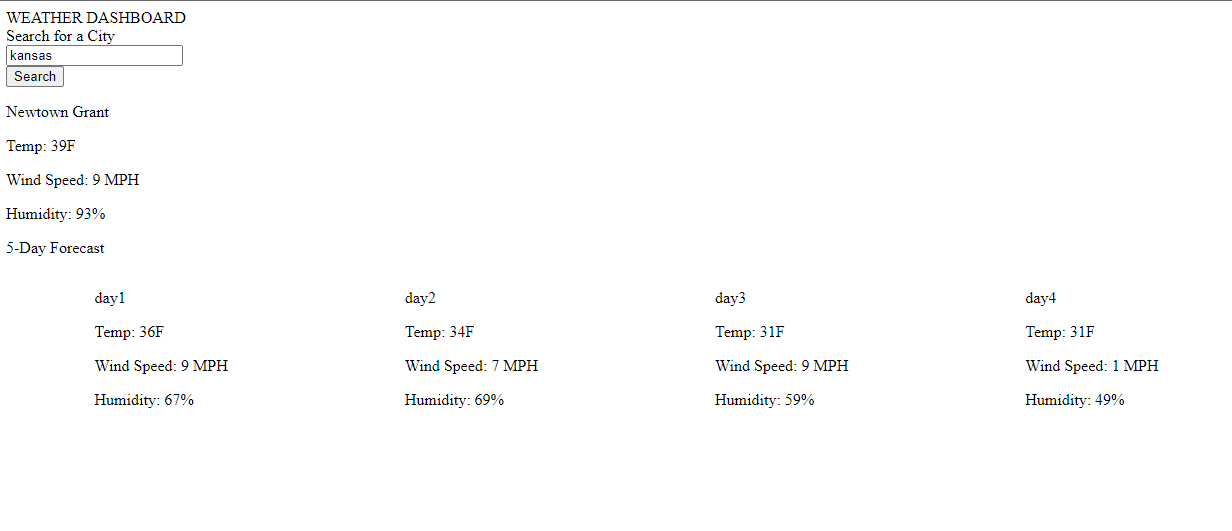 WEATHER DASHBOARD
Search for a City
kansas
Search
Newtown Grant
Temp: 39F
Wind Speed: 9 MPH
Humidity: 93%
5-Day Forecast
day1
Temp: 36F
Wind Speed: 9 MPH
Humidity: 67%
day2
Temp: 34F
Wind Speed: 7 MPH
Humidity: 69%
day3
Temp: 31F
Wind Speed: 9 MPH
Humidity: 59%
day4
Temp: 31F
Wind Speed: 1 MPH
Humidity: 49%